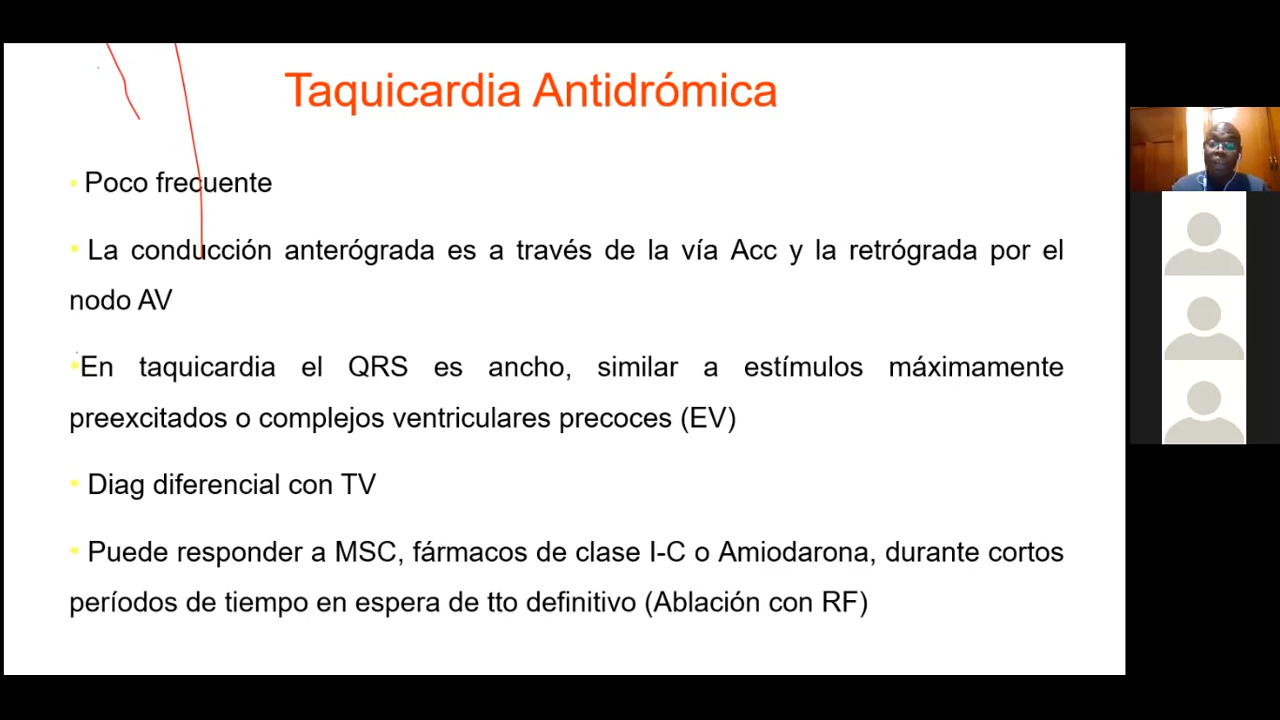 Taquicardia Antidrómica
• Poco frecuente
• La conducción anterógrada es a través de la vía Acc y la retrógrada por el
nodo AV
•En taquicardia el QRS es ancho, similar a estímulos máximamente
preexcitados o complejos ventriculares precoces (EV)
• Diag diferencial con TV
• Puede responder a MSC, fármacos de clase I-C o Amiodarona, durante cortos
períodos de tiempo en espera de tto definitivo (Ablación con RF)